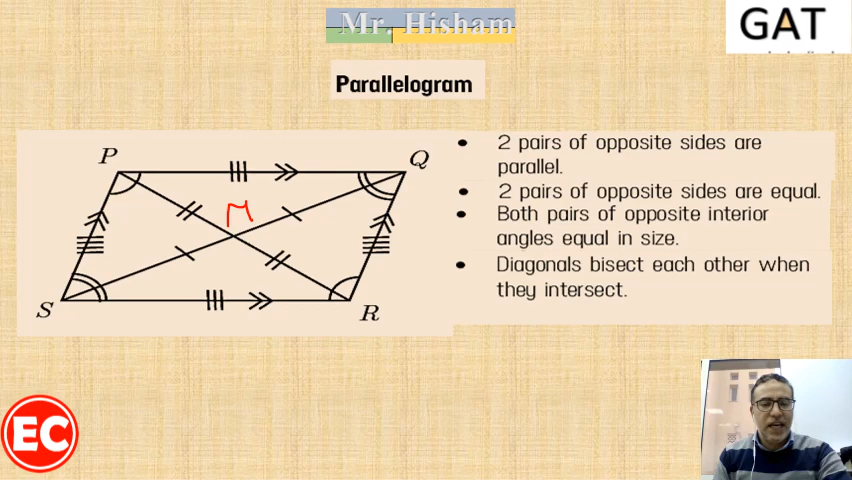 Mr. Hisham
GAT
Parallelogram
P
Q
M
S
R
• 2 pairs of opposite sides are
parallel.
• 2 pairs of opposite sides are equal.
• Both pairs of opposite interior
angles equal in size.
• Diagonals bisect each other when
they intersect.
EC